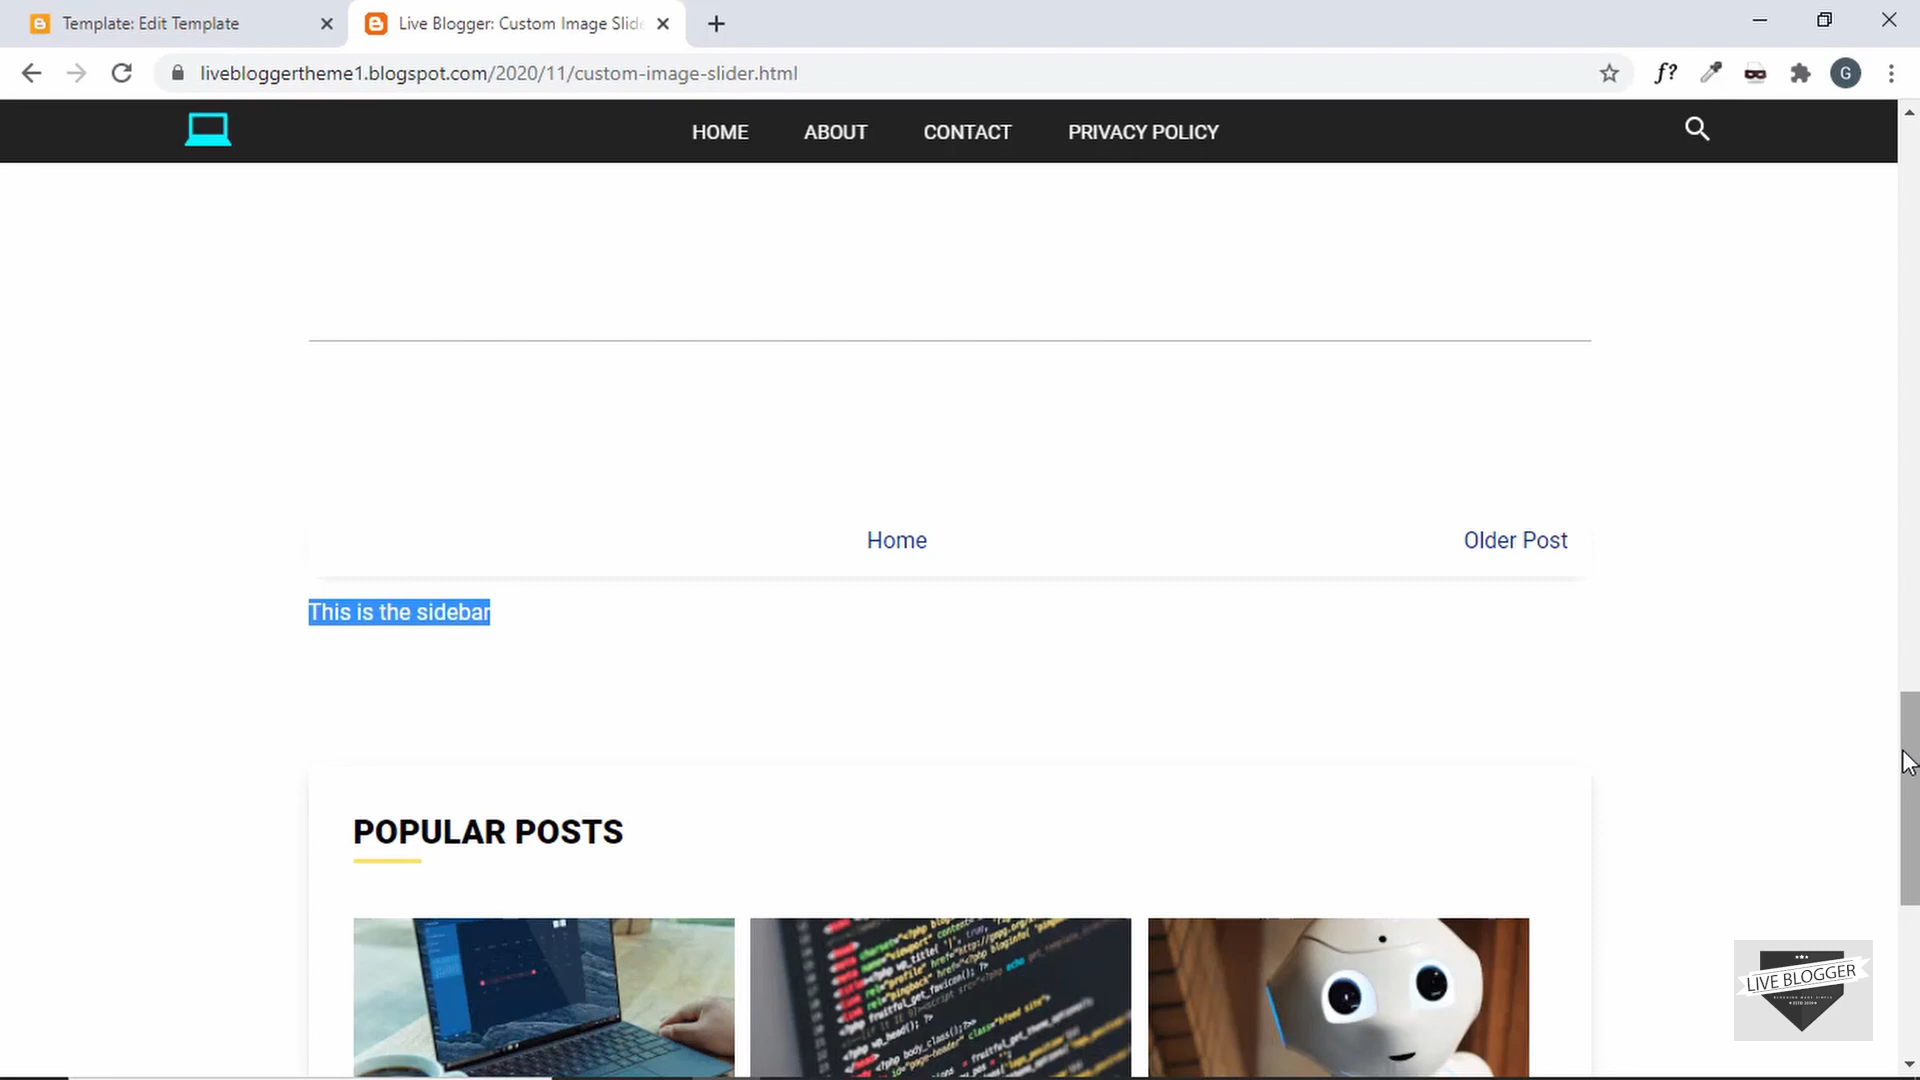 Template: Edit Template
Live Blogger: Custom Image Slide
livebloggertheme1.blogspot.com/2020/11/custom-image-slider.html
f?
G
HOME ABOUT CONTACT PRIVACY POLICY
Home Older Post
This is the sidebar
POPULAR POSTS
LIVE BLOGGER